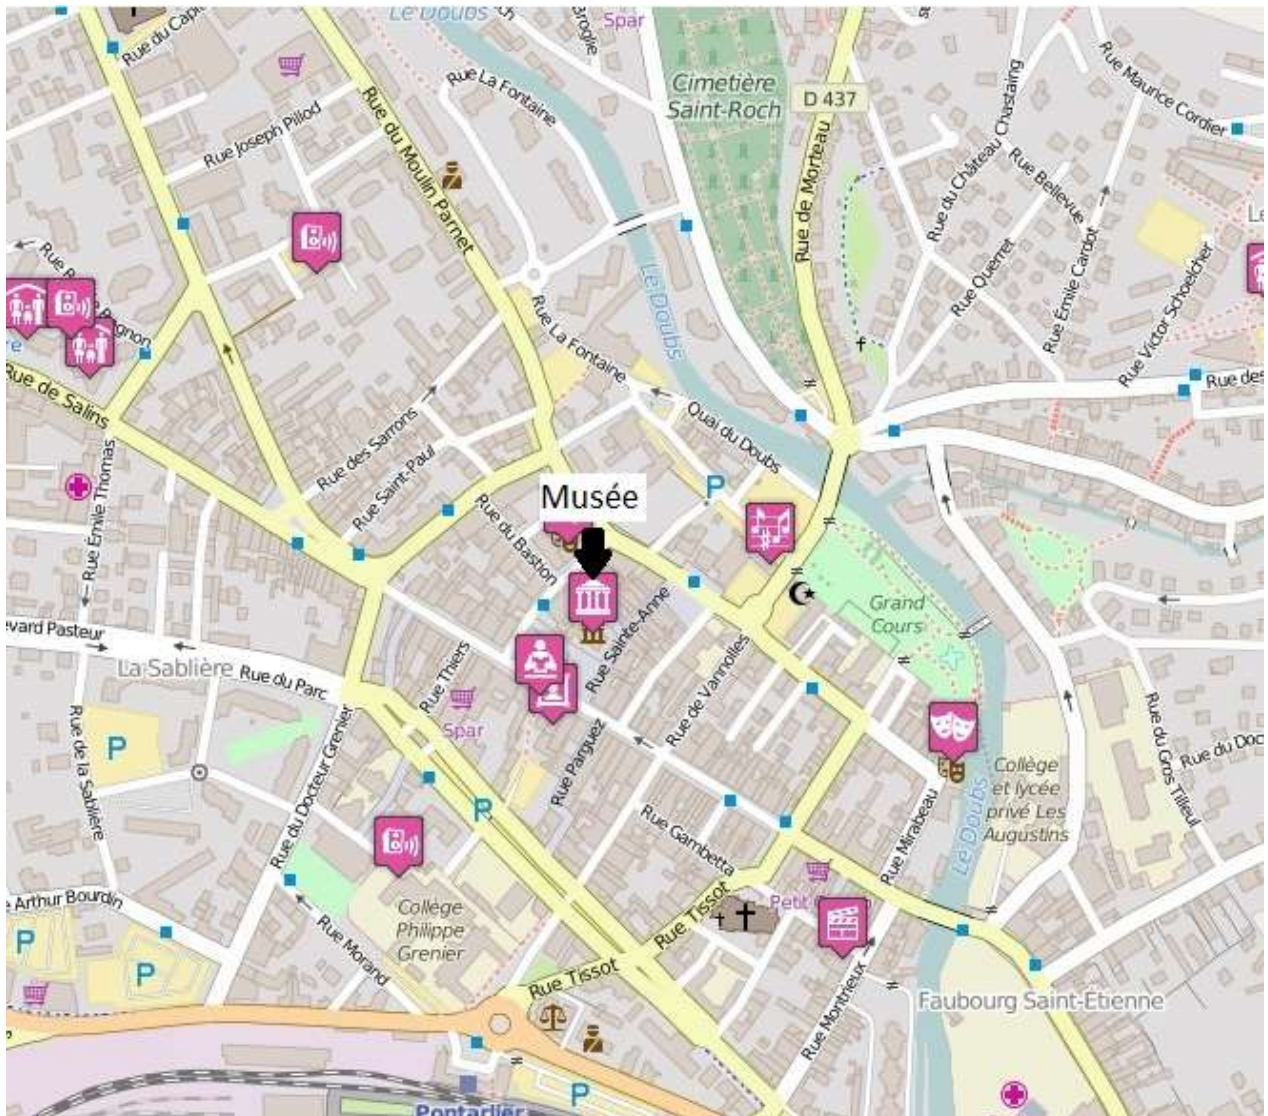 Le Doubs
Spar
Rue du Capi
Broglie
Rue La Fontaine
Cimetière
Saint-Roch
D 437
Rue Maurice Cordier
Rue du Château Chastaing
Rue Joseph Pillod
Rue du Moulin Parnet
Rue de Morteau
Rue Bellevue
Rue Querret
Rue Émile Cardot
Rue Victor Schoelcher
Le
Le Doubs
Rue La Fontaine
Rue de Salins
Rue des
Rue des Sarrons
Rue Saint-Paul
Quai du Doubs
P
Musée
Rue Émile Thomas
Rue du Bastion
Grand
Cours
evard Pasteur
La Sablière
Rue du Parc
Rue Thiers
Rue Sainte-Anne
Rue de Vannolles
Spar
Rue Parguez
P
P
Rue de la Sablière
Rue du Docteur Grenier
Rue Gambetta
Rue Mirabeau
Le Doubs
Collège
et lycée
privé Les
Augustins
Rue du Gros Tilleul
Rue du Doc
Petit
Rue Tissot
e Arthur Bourdin
P
P
Rue Morand
Collège
Philippe
Grenier
Rue Tissot
Rue Montrieux
Faubourg Saint-Étienne
P
Pontarlier